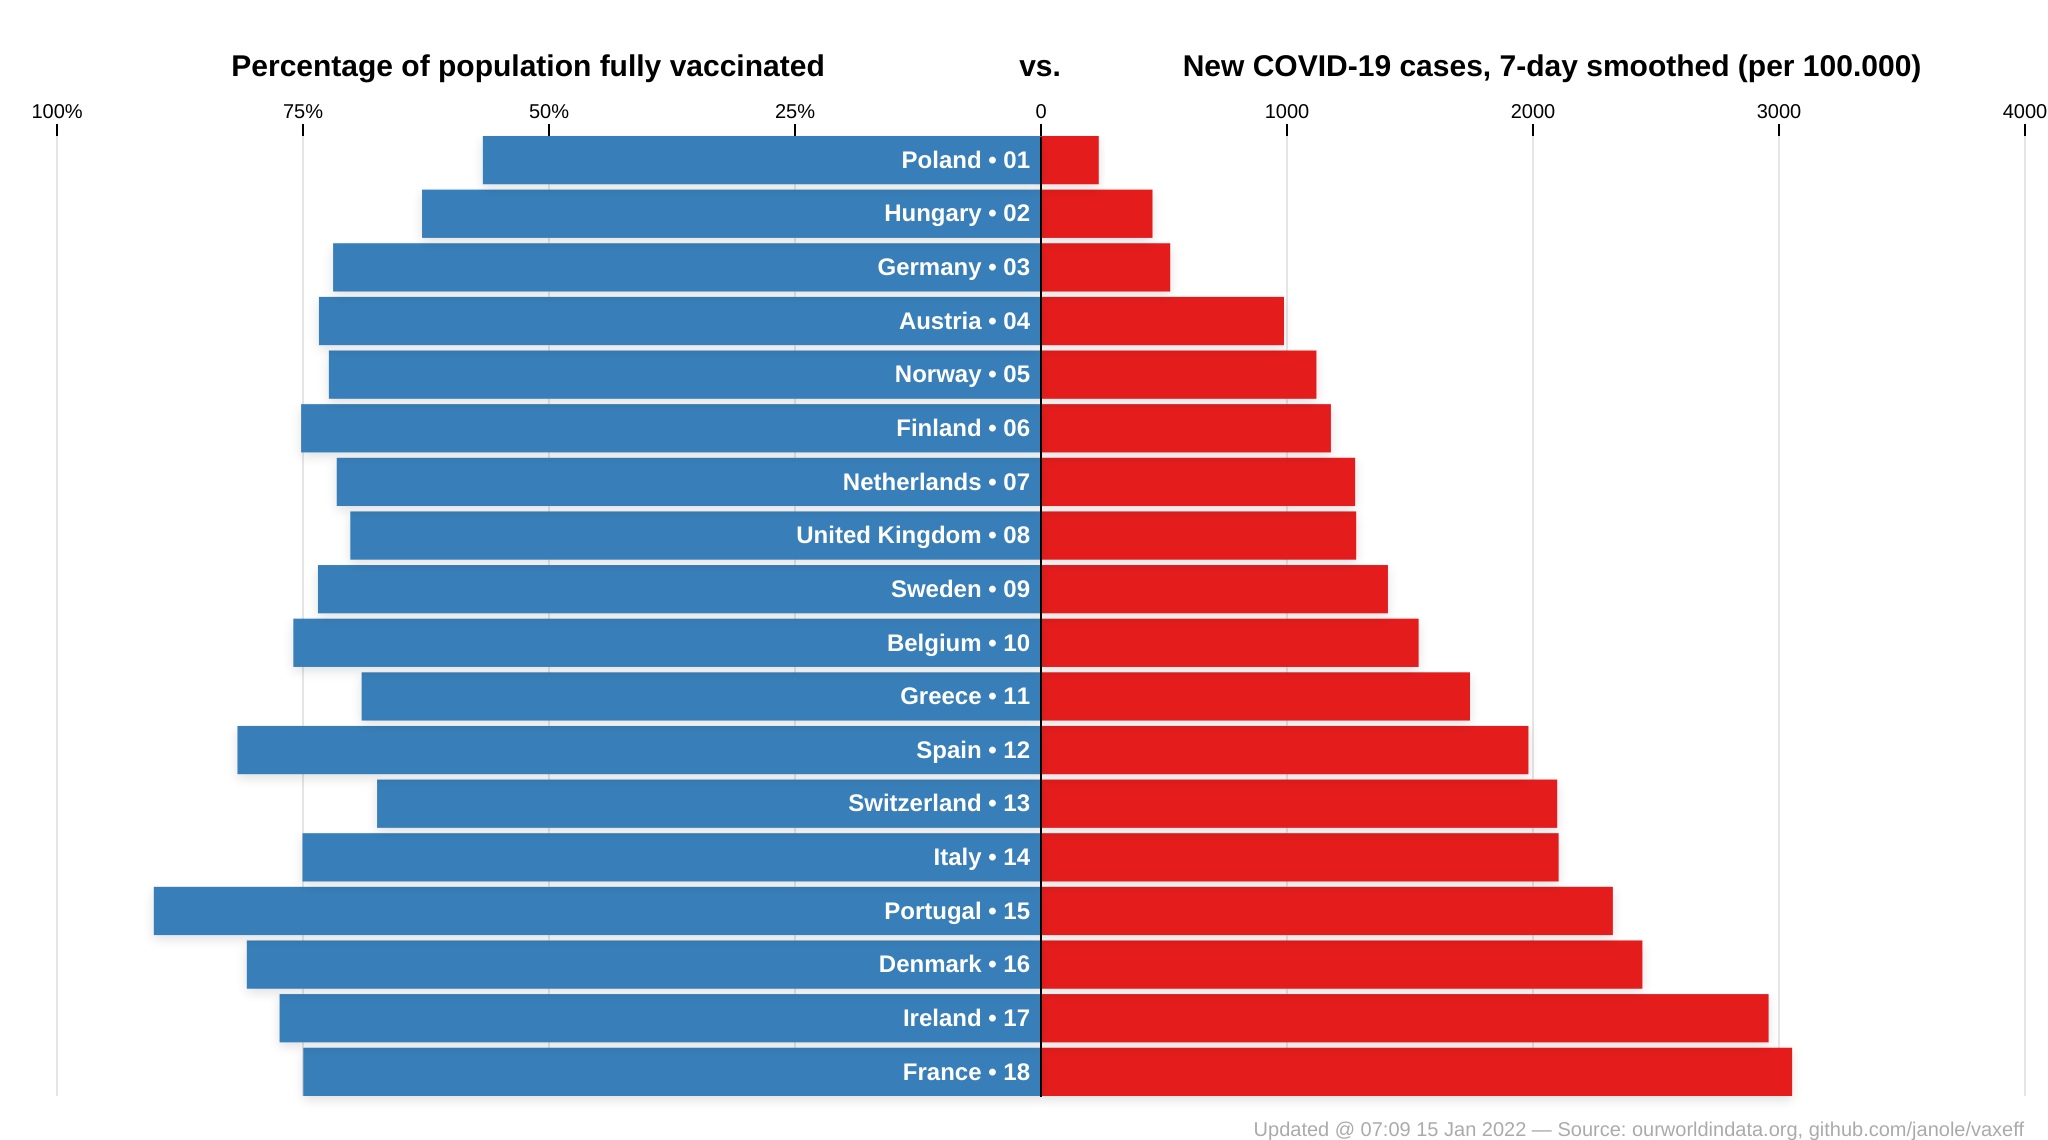 Percentage of population fully vaccinated vs. New COVID-19 cases, 7-day smoothed (per 100.000)
100% 75% 50% 25% 0 1000 2000 3000 4000
Poland • 01
Hungary • 02
Germany • 03
Austria • 04
Norway • 05
Finland • 06
Netherlands • 07
United Kingdom • 08
Sweden • 09
Belgium • 10
Greece • 11
Spain • 12
Switzerland • 13
Italy • 14
Portugal • 15
Denmark • 16
Ireland • 17
France • 18
Updated @ 07:09 15 Jan 2022 — Source: ourworldindata.org, github.com/janole/vaxeff